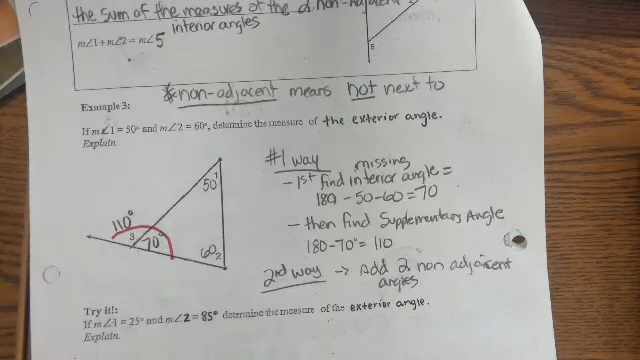 the sum of the measures of the 2 non-adjacent
interior angles
m∠1 + m∠2 = m∠5
5
*non-adjacent means not next to
Example 3:
If m∠1 = 50° and m∠2 = 60°, determine the measure of the exterior angle.
Explain.
#1 way
missing
- 1st find interior angle =
180 - 50 - 60 = 70
- then find Supplementary Angle
180 - 70° = 110
2nd way → Add 2 non adjacent
angles
50° 1
110°
3 70°
60 2
Try it!:
If m∠1 = 25° and m∠2 = 85° determine the measure of the exterior angle.
Explain.